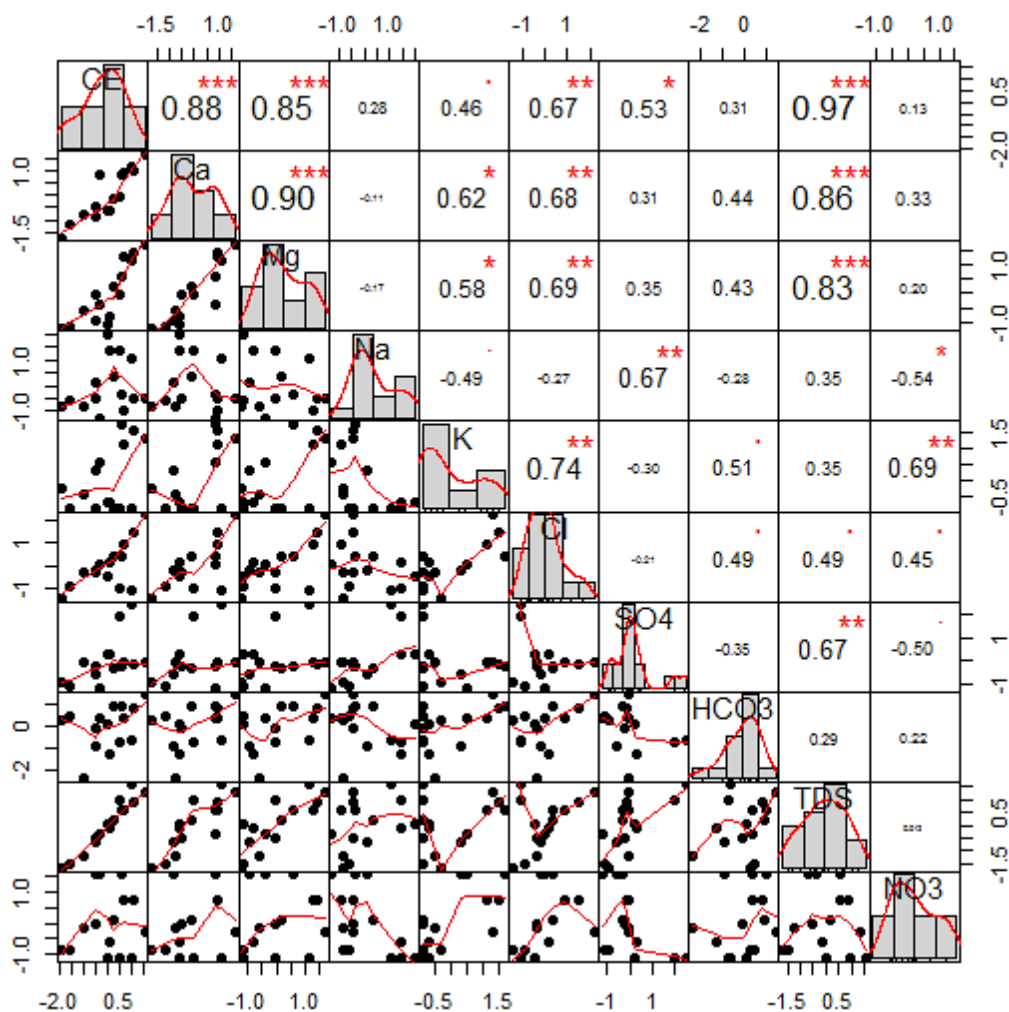 -1.5 1.0 -1.0 1.0 -1 1 -2 0 -1.0 1.0
CE *** *** . ** * ***
0.88 0.85 0.28 0.46 0.67 0.53 0.31 0.97 0.13 -2.0 0.5
-1.5 1.0 Ca *** * ** ***
0.90 -0.11 0.62 0.68 0.31 0.44 0.86 0.33
Mg * ** ***
-0.17 0.58 0.69 0.35 0.43 0.83 0.20 -1.0 1.0
-1.0 1.0 Na . ** *
-0.49 -0.27 0.67 -0.28 0.35 -0.54
K ** . **
0.74 -0.30 0.51 0.35 0.69 -0.5 1.5
-1 1 Cl . . .
-0.21 0.49 0.49 0.45
SO4 ** .
-0.35 0.67 -0.50 -1 1
-2 0 HCO3
0.29 0.22
TDS
-1.5 0.5
-1.0 1.0 NO3
-2.0 0.5 -1.0 1.0 -0.5 1.5 -1 1 -1.5 0.5